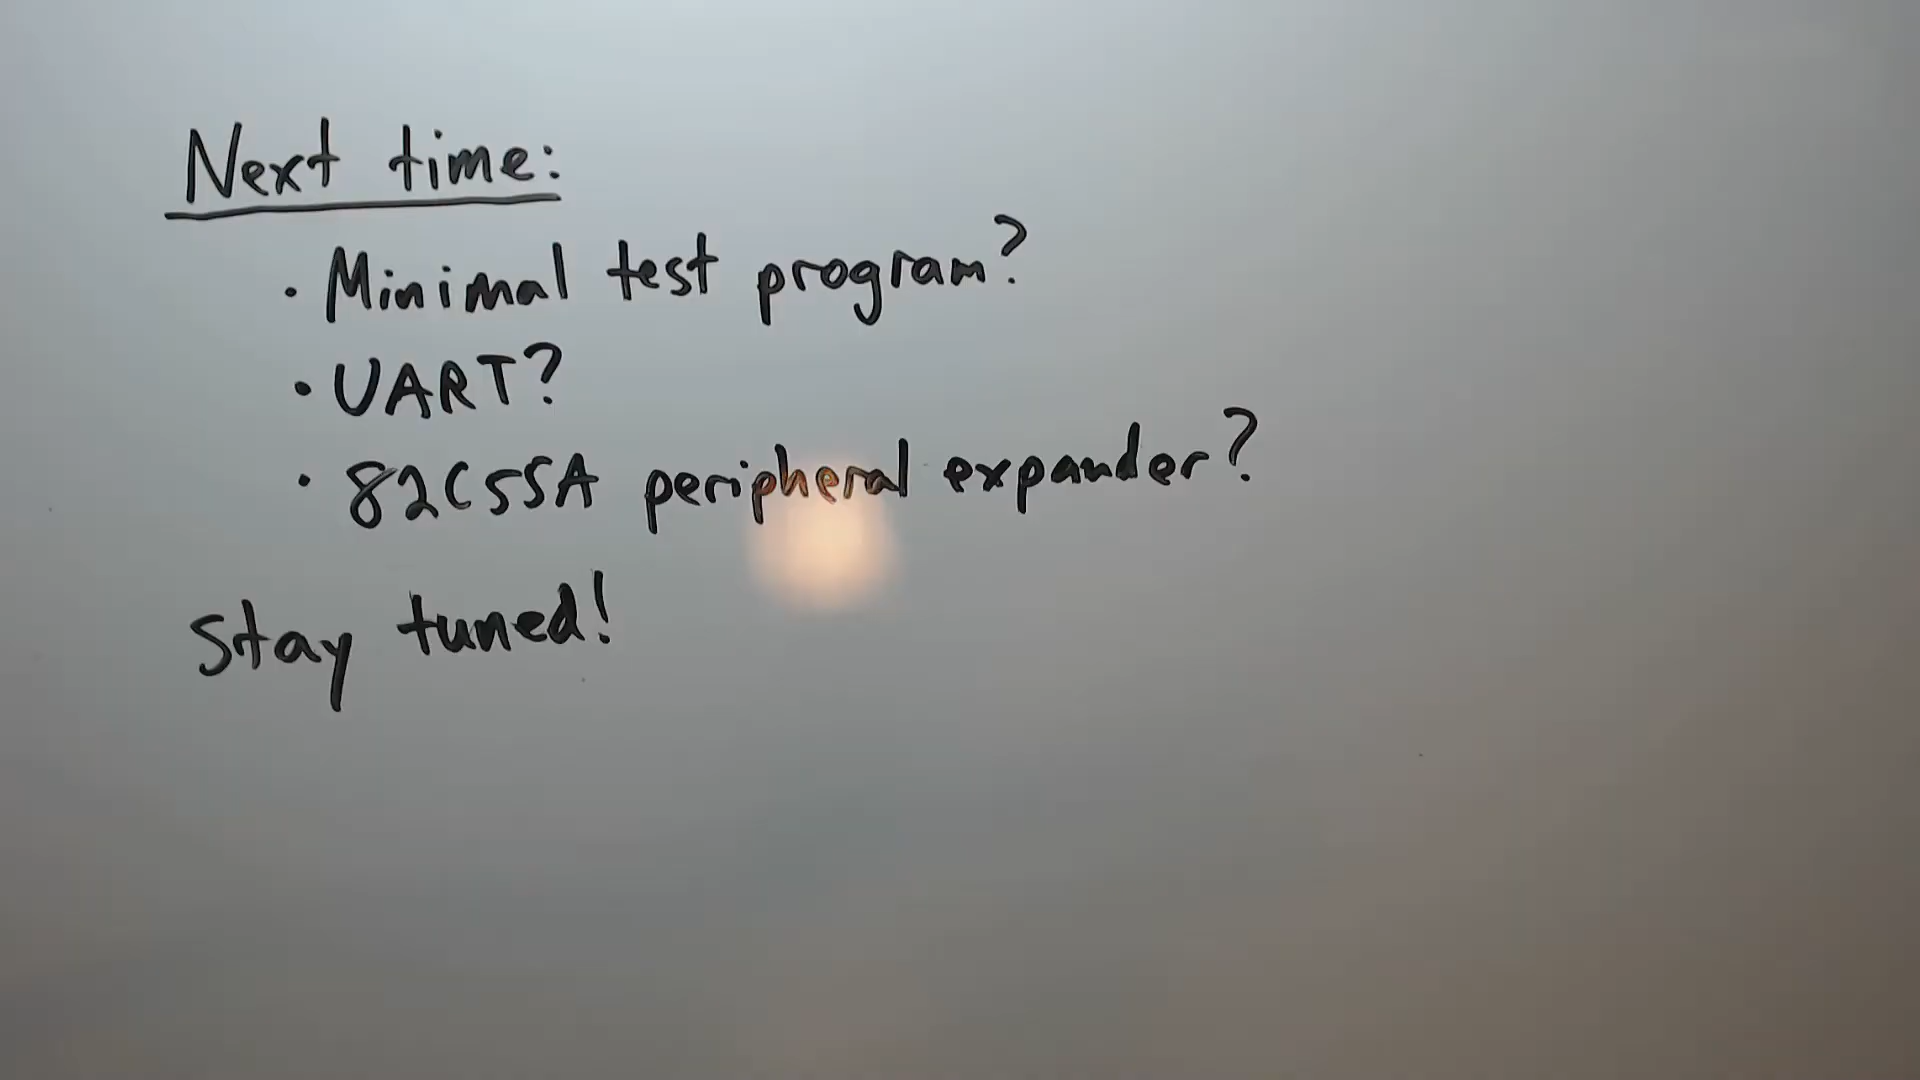 Next time:
· Minimal test program?
· UART?
· 82C55A peripheral expander?
Stay tuned!